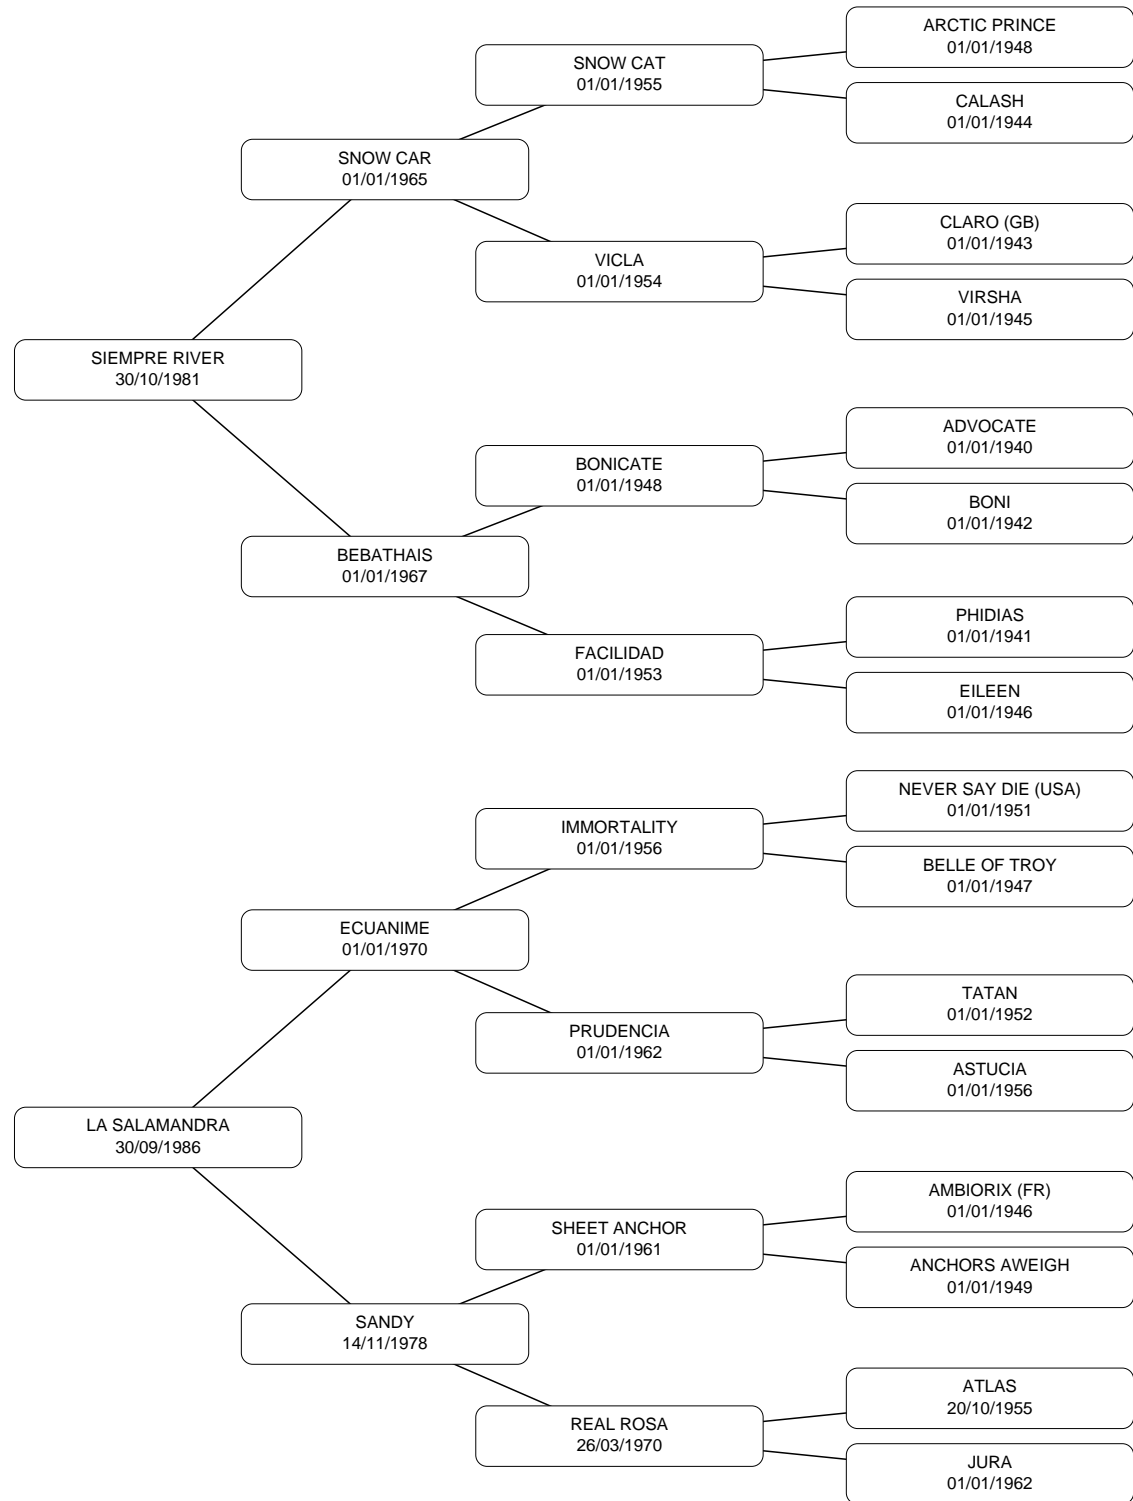 ARCTIC PRINCE
01/01/1948
SNOW CAT
01/01/1955
CALASH
01/01/1944
SNOW CAR
01/01/1965
CLARO (GB)
01/01/1943
VICLA
01/01/1954
VIRSHA
01/01/1945
SIEMPRE RIVER
30/10/1981
ADVOCATE
01/01/1940
BONICATE
01/01/1948
BONI
01/01/1942
BEBATHAIS
01/01/1967
PHIDIAS
01/01/1941
FACILIDAD
01/01/1953
EILEEN
01/01/1946
NEVER SAY DIE (USA)
01/01/1951
IMMORTALITY
01/01/1956
BELLE OF TROY
01/01/1947
ECUANIME
01/01/1970
TATAN
01/01/1952
PRUDENCIA
01/01/1962
ASTUCIA
01/01/1956
LA SALAMANDRA
30/09/1986
AMBIORIX (FR)
01/01/1946
SHEET ANCHOR
01/01/1961
ANCHORS AWEIGH
01/01/1949
SANDY
14/11/1978
ATLAS
20/10/1955
REAL ROSA
26/03/1970
JURA
01/01/1962